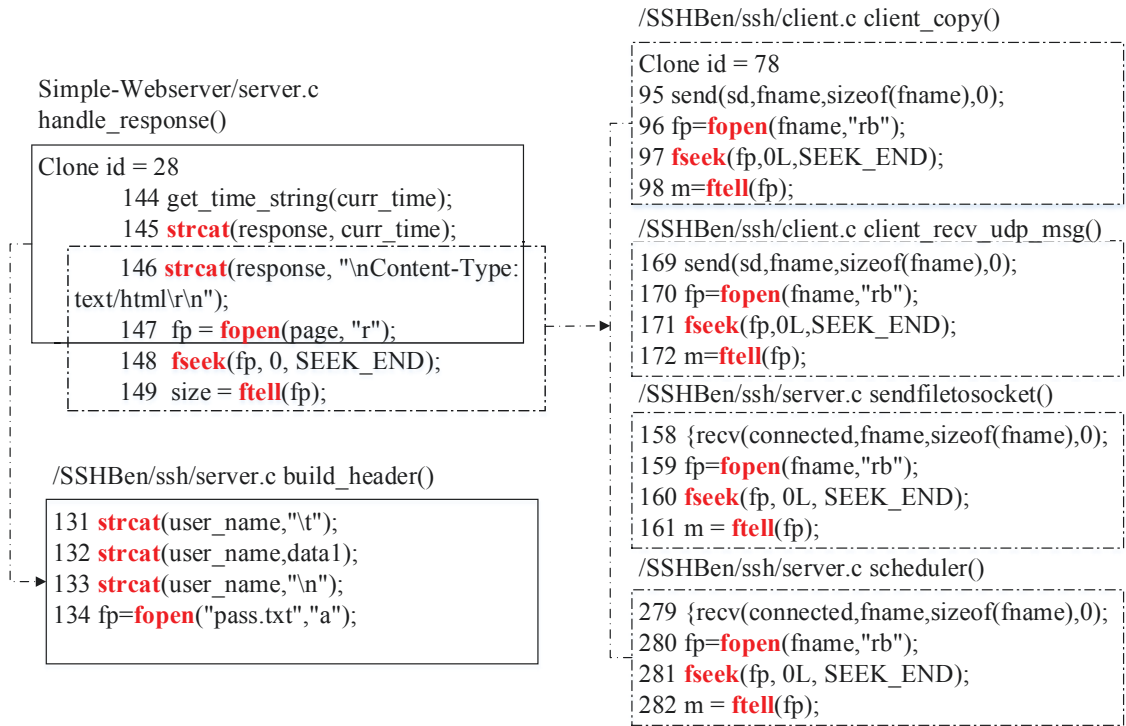 Simple-Webserver/server.c
handle_response()
Clone id = 28
144 get_time_string(curr_time);
145 strcat(response, curr_time);
146 strcat(response, "\nContent-Type:
text/html\r\n");
147 fp = fopen(page, "r");
148 fseek(fp, 0, SEEK_END);
149 size = ftell(fp);
/SSHBen/ssh/server.c build_header()
131 strcat(user_name,"\t");
132 strcat(user_name,data1);
133 strcat(user_name,"\n");
134 fp=fopen("pass.txt","a");
/SSHBen/ssh/client.c client_copy()
Clone id = 78
95 send(sd,fname,sizeof(fname),0);
96 fp=fopen(fname,"rb");
97 fseek(fp,0L,SEEK_END);
98 m=ftell(fp);
/SSHBen/ssh/client.c client_recv_udp_msg()
169 send(sd,fname,sizeof(fname),0);
170 fp=fopen(fname,"rb");
171 fseek(fp,0L,SEEK_END);
172 m=ftell(fp);
/SSHBen/ssh/server.c sendfiletosocket()
158 {recv(connected,fname,sizeof(fname),0);
159 fp=fopen(fname,"rb");
160 fseek(fp, 0L, SEEK_END);
161 m = ftell(fp);
/SSHBen/ssh/server.c scheduler()
279 {recv(connected,fname,sizeof(fname),0);
280 fp=fopen(fname,"rb");
281 fseek(fp, 0L, SEEK_END);
282 m = ftell(fp);